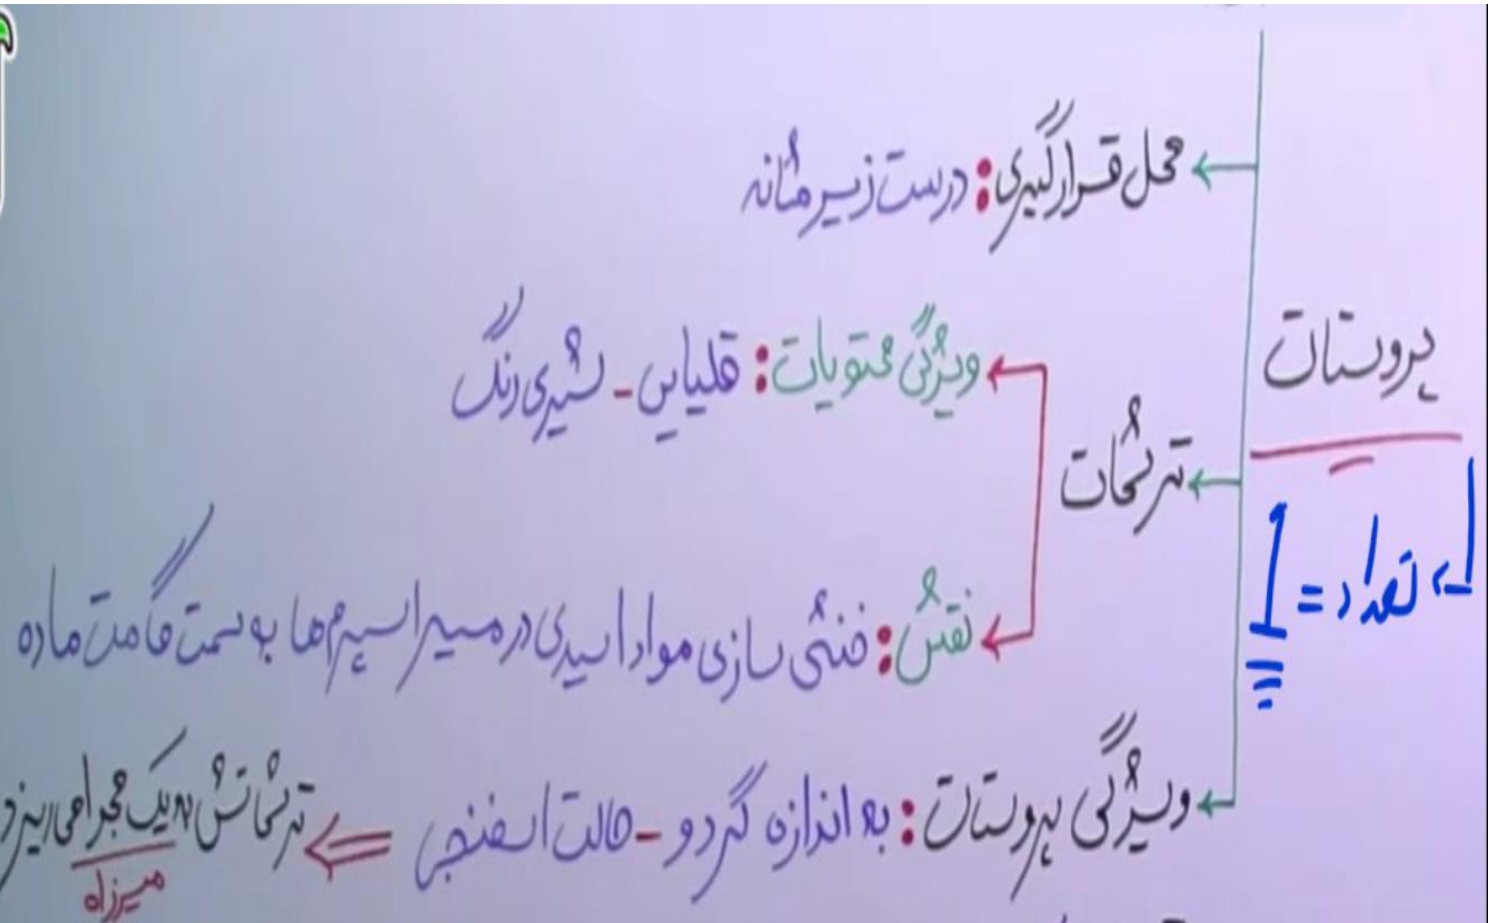 محل قرارگیری: درست زیر مثانه
پروستات
ویژگی محتویات: قلیایی - شیری رنگ
ترشحات
تعداد = 1
نقش: خنثی سازی مواد اسیدی در مسیر اسپرم‌ها به سمت گامت ماده
ویژگی پروستات: به اندازه گردو - حالت اسفنجی
ترشحاتش به یک مجرا می‌ریزد
میزراه